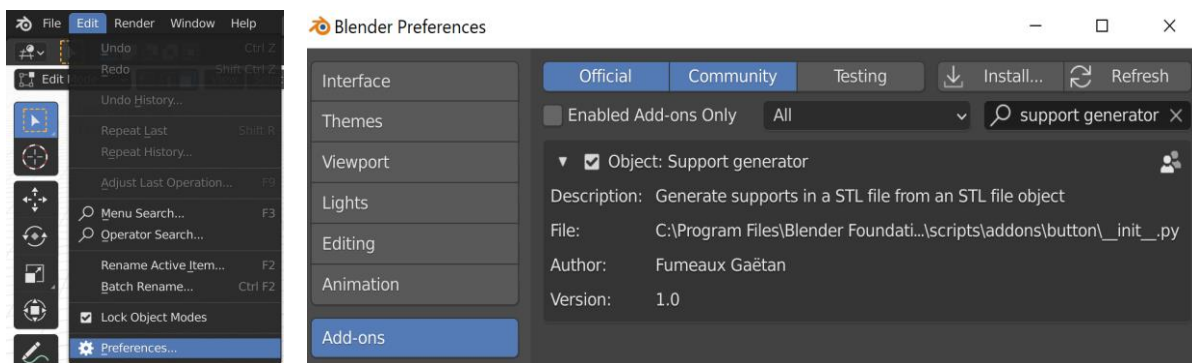 File Edit Render Window Help
Undo Ctrl Z
Edit
Redo Shift Ctrl Z
Undo History...
Repeat Last Shift R
Repeat History...
Adjust Last Operation... F9
Menu Search... F3
Operator Search...
Rename Active Item... F2
Batch Rename... Ctrl F2
Lock Object Modes
Preferences...
Blender Preferences
Interface
Themes
Viewport
Lights
Editing
Animation
Add-ons
Official Community Testing Install... Refresh
Enabled Add-ons Only All support generator
Object: Support generator
Description: Generate supports in a STL file from an STL file object
File: C:\Program Files\Blender Foundati...\scripts\addons\button\__init__.py
Author: Fumeaux Gaëtan
Version: 1.0